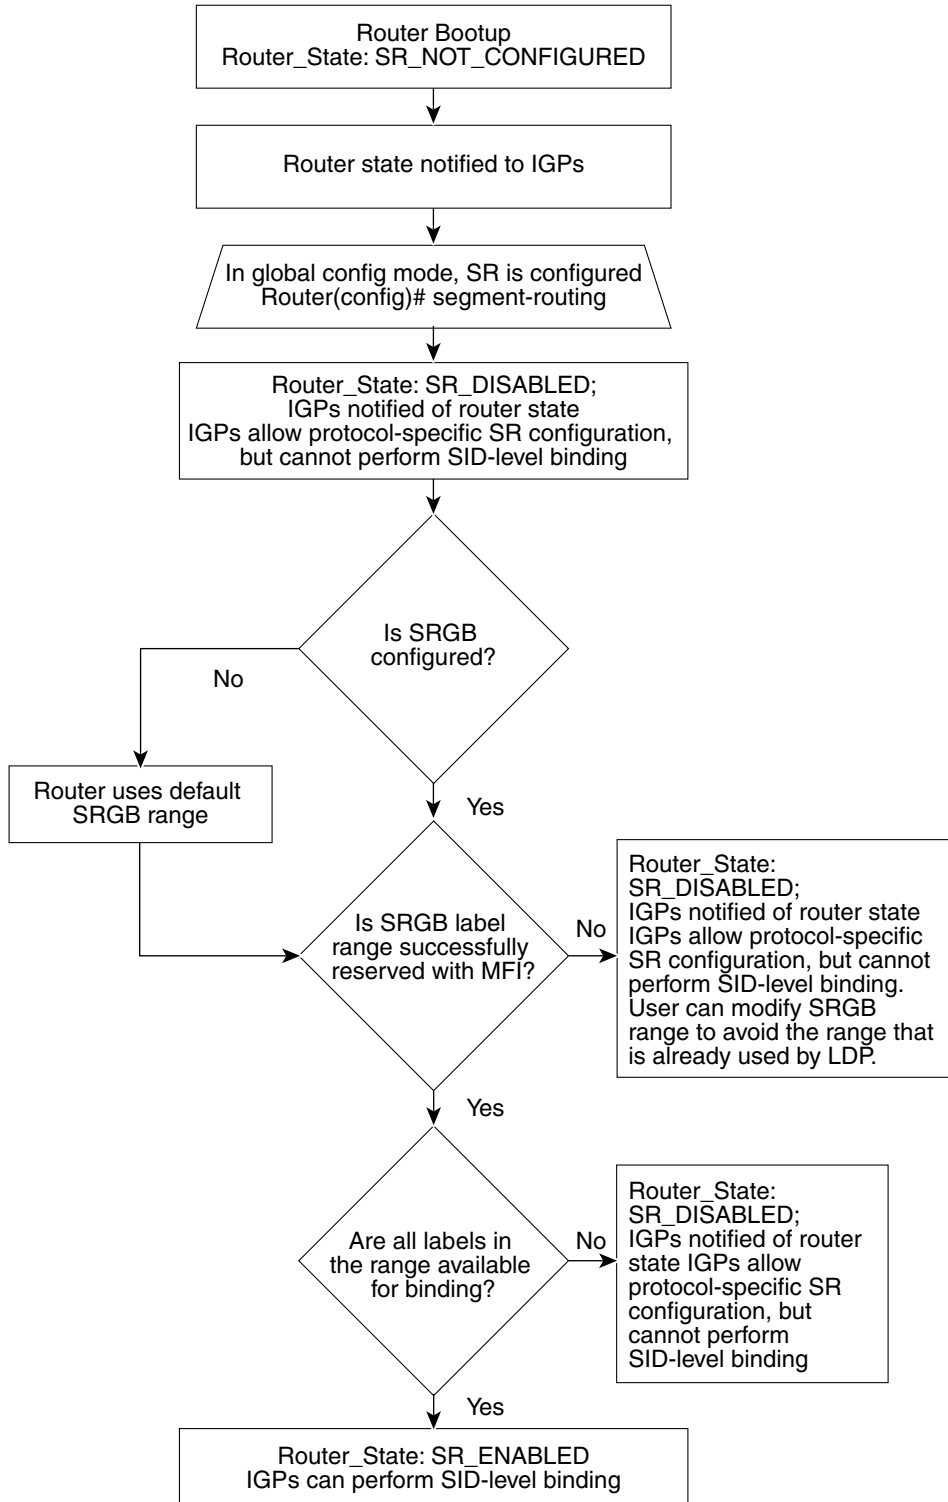 Router Bootup
Router_State: SR_NOT_CONFIGURED
Router state notified to IGPs
In global config mode, SR is configured
Router(config)# segment-routing
Router_State: SR_DISABLED;
IGPs notified of router state
IGPs allow protocol-specific SR configuration,
but cannot perform SID-level binding
Is SRGB
configured?
No
Router uses default
SRGB range
Yes
Is SRGB label
range successfully
reserved with MFI?
No
Router_State:
SR_DISABLED;
IGPs notified of router state
IGPs allow protocol-specific
SR configuration, but cannot
perform SID-level binding.
User can modify SRGB
range to avoid the range that
is already used by LDP.
Yes
Are all labels in
the range available
for binding?
No
Router_State:
SR_DISABLED;
IGPs notified of router
state IGPs allow
protocol-specific SR
configuration, but
cannot perform
SID-level binding
Yes
Router_State: SR_ENABLED
IGPs can perform SID-level binding